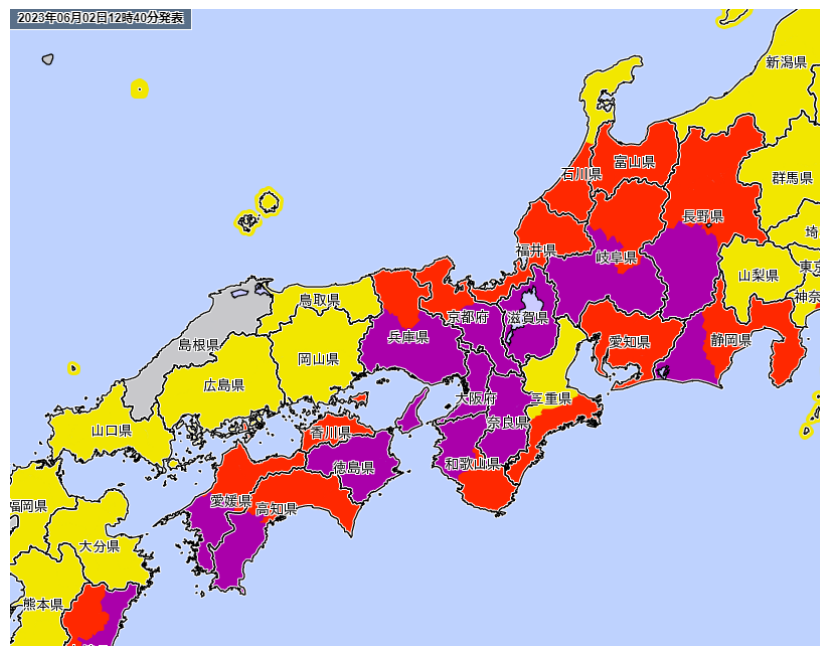 2023年06月02日12時40分発表
新潟県
富山県
石川県
群馬県
長野県
埼
福井県
岐阜県
東京
山梨県
神奈
鳥取県
京都府
滋賀県
兵庫県
愛知県
静岡県
島根県
岡山県
広島県
大阪府
三重県
奈良県
山口県
香川県
和歌山県
徳島県
愛媛県
高知県
福岡県
大分県
熊本県